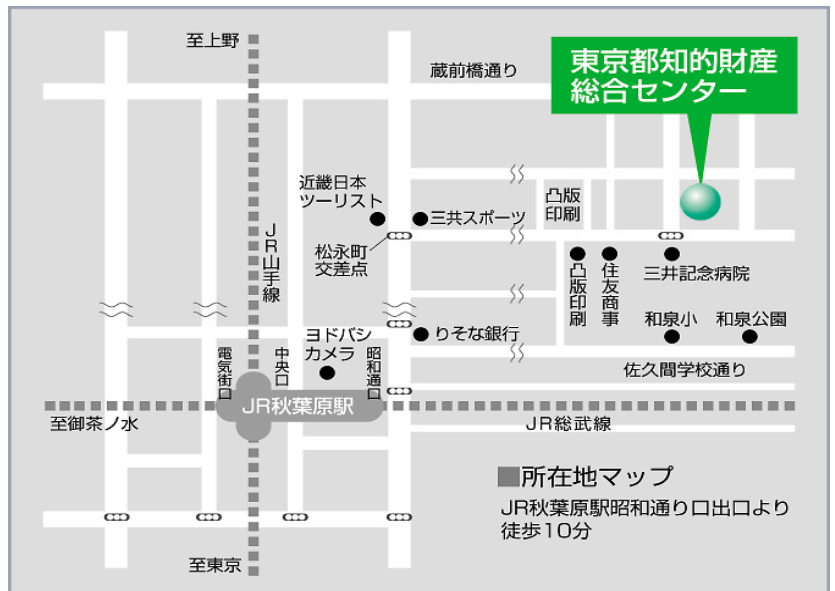 至上野
蔵前橋通り
東京都知的財産
総合センター
近畿日本
ツーリスト
三共スポーツ
凸版
印刷
JR山手線
松永町
交差点
凸版印刷
住友商事
三井記念病院
りそな銀行
和泉小
和泉公園
ヨドバシ
カメラ
電気街口
中央口
昭和通口
佐久間学校通り
JR秋葉原駅
至御茶ノ水
JR総武線
所在地マップ
JR秋葉原駅昭和通り口出口より
徒歩10分
至東京